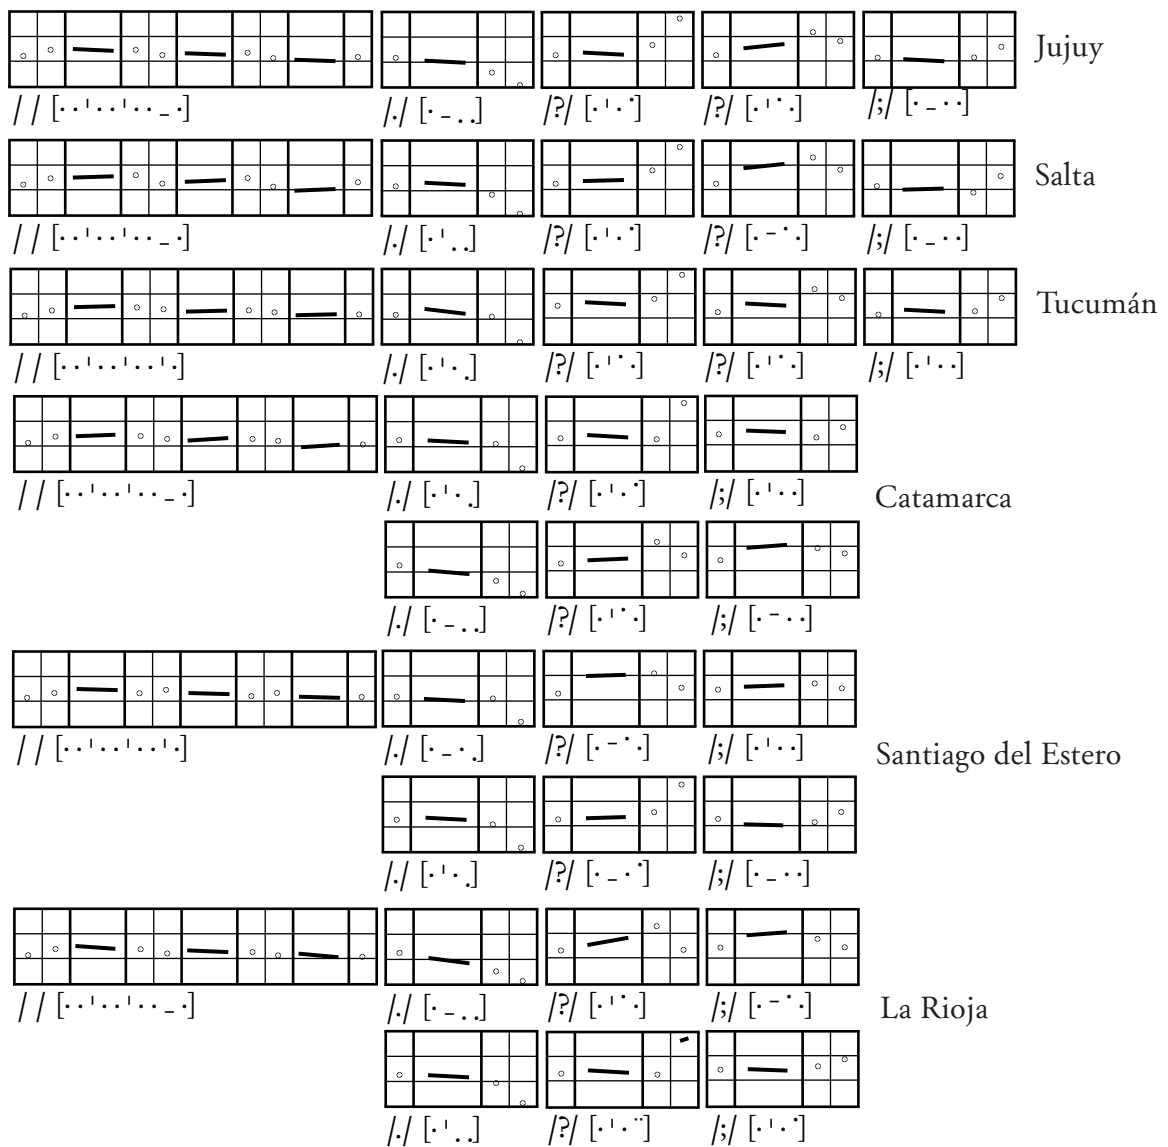 Jujuy
/ / [··ˈ··ˈ··ˍ·] /./ [·ˍ..] /?/ [·ˈ·˙] /?/ [·ˈ˙·] /;/ [·ˍ··]
Salta
/ / [··ˈ··ˈ··ˍ·] /./ [·ˈ..] /?/ [·ˈ·˙] /?/ [·ˉ˙·] /;/ [·ˍ··]
Tucumán
/ / [··ˈ··ˈ··ˈ·] /./ [·ˈ·.] /?/ [·ˈ˙·] /?/ [·ˈ˙·] /;/ [·ˈ··]
/ / [··ˈ··ˈ··ˍ·] /./ [·ˈ·.] /?/ [·ˈ·˙] /;/ [·ˈ··]
Catamarca
/./ [·ˍ..] /?/ [·ˈ˙·] /;/ [·ˉ··]
/ / [··ˈ··ˈ··ˈ·] /./ [·ˍ·.] /?/ [·ˉ˙·] /;/ [·ˈ··]
Santiago del Estero
/./ [·ˈ·.] /?/ [·ˍ·˙] /;/ [·ˍ··]
/ / [··ˈ··ˈ··ˍ·] /./ [·ˍ..] /?/ [·ˈ˙·] /;/ [·ˉ˙·]
La Rioja
/./ [·ˈ..] /?/ [·ˈ·¨] /;/ [·ˈ·˙]